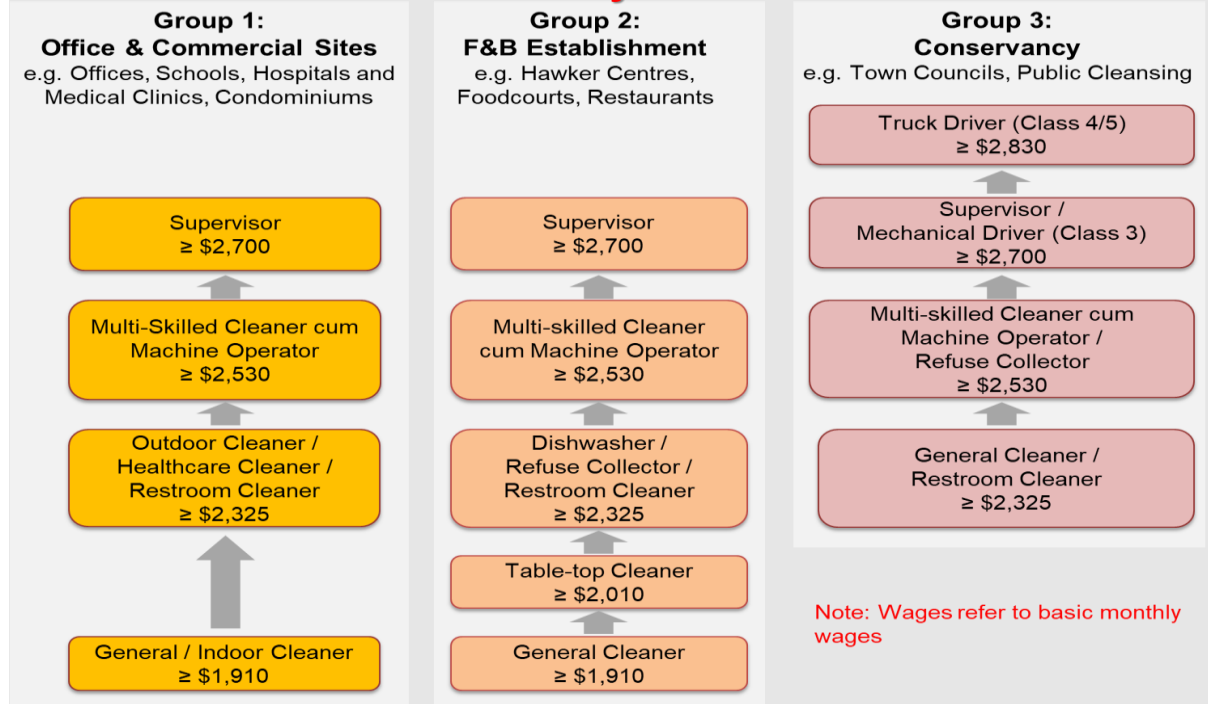 Group 1:
Office & Commercial Sites
e.g. Offices, Schools, Hospitals and
Medical Clinics, Condominiums
Supervisor
≥ $2,700
Multi-Skilled Cleaner cum
Machine Operator
≥ $2,530
Outdoor Cleaner /
Healthcare Cleaner /
Restroom Cleaner
≥ $2,325
General / Indoor Cleaner
≥ $1,910
Group 2:
F&B Establishment
e.g. Hawker Centres,
Foodcourts, Restaurants
Supervisor
≥ $2,700
Multi-skilled Cleaner
cum Machine Operator
≥ $2,530
Dishwasher /
Refuse Collector /
Restroom Cleaner
≥ $2,325
Table-top Cleaner
≥ $2,010
General Cleaner
≥ $1,910
Group 3:
Conservancy
e.g. Town Councils, Public Cleansing
Truck Driver (Class 4/5)
≥ $2,830
Supervisor /
Mechanical Driver (Class 3)
≥ $2,700
Multi-skilled Cleaner cum
Machine Operator /
Refuse Collector
≥ $2,530
General Cleaner /
Restroom Cleaner
≥ $2,325
Note: Wages refer to basic monthly
wages